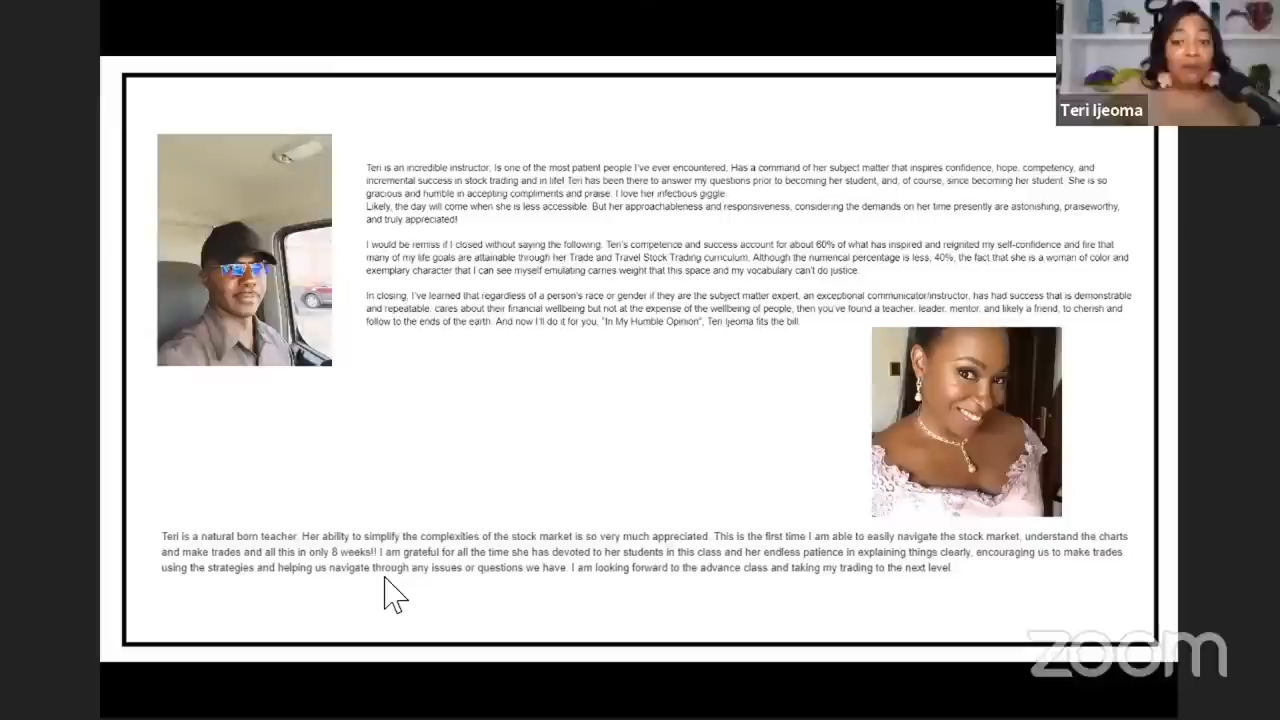 Teri Ijeoma
Teri is an incredible instructor, Is one of the most patient people I've ever encountered, Has a command of her subject matter that inspires confidence, hope, competency, and
incremental success in stock trading and in life! Teri has been there to answer my questions prior to becoming her student, and, of course, since becoming her student. She is so
gracious and humble in accepting compliments and praise. I love her infectious giggle.
Likely, the day will come when she is less accessible. But her approachableness and responsiveness, considering the demands on her time presently are astonishing, praiseworthy,
and truly appreciated!
I would be remiss if I closed without saying the following. Teri's competence and success account for about 60% of what has inspired and reignited my self-confidence and fire that
many of my life goals are attainable through her Trade and Travel Stock Trading curriculum. Although the numerical percentage is less, 40%, the fact that she is a woman of color and
exemplary character that I can see myself emulating carries weight that this space and my vocabulary can't do justice.
In closing, I've learned that regardless of a person's race or gender if they are the subject matter expert, an exceptional communicator/instructor, has had success that is demonstrable
and repeatable, cares about their financial wellbeing but not at the expense of the wellbeing of people, then you've found a teacher, leader, mentor, and likely a friend, to cherish and
follow to the ends of the earth. And now I'll do it for you, "In My Humble Opinion", Teri Ijeoma fits the bill.
Teri is a natural born teacher. Her ability to simplify the complexities of the stock market is so very much appreciated. This is the first time I am able to easily navigate the stock market, understand the charts
and make trades and all this in only 8 weeks!! I am grateful for all the time she has devoted to her students in this class and her endless patience in explaining things clearly, encouraging us to make trades
using the strategies and helping us navigate through any issues or questions we have. I am looking forward to the advance class and taking my trading to the next level.
zoom